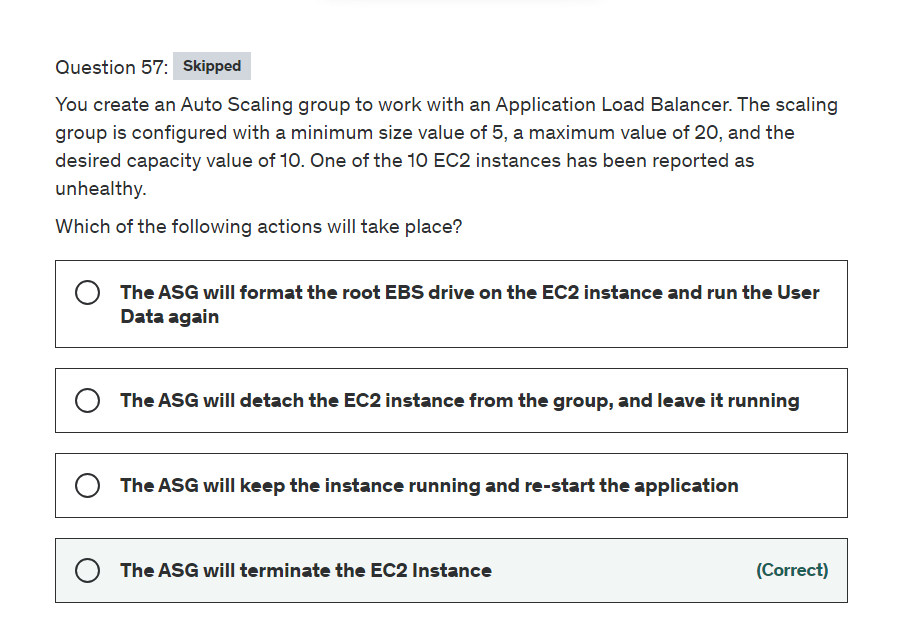 Question 57: Skipped
You create an Auto Scaling group to work with an Application Load Balancer. The scaling
group is configured with a minimum size value of 5, a maximum value of 20, and the
desired capacity value of 10. One of the 10 EC2 instances has been reported as
unhealthy.
Which of the following actions will take place?
The ASG will format the root EBS drive on the EC2 instance and run the User
Data again
The ASG will detach the EC2 instance from the group, and leave it running
The ASG will keep the instance running and re-start the application
The ASG will terminate the EC2 Instance (Correct)